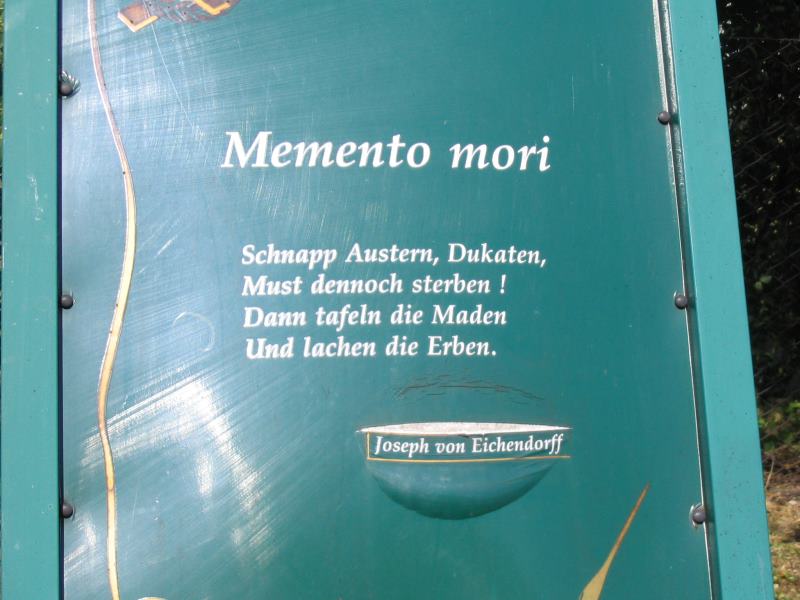 Memento mori
Schnapp Austern, Dukaten,
Must dennoch sterben !
Dann tafeln die Maden
Und lachen die Erben.
Joseph von Eichendorff